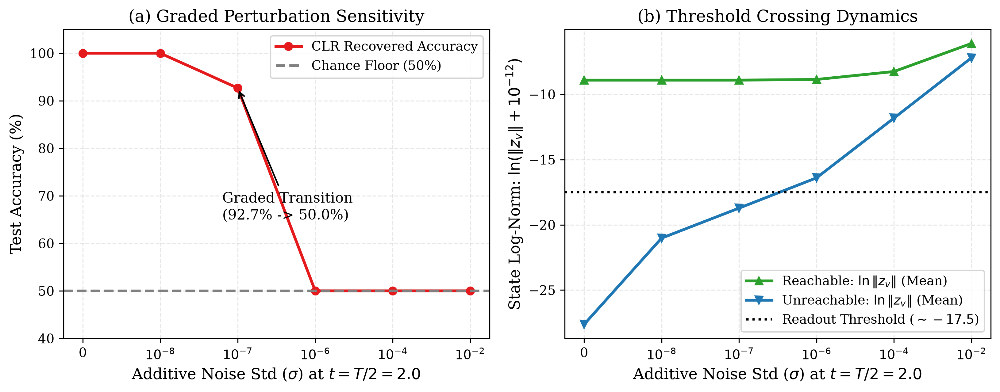 (a) Graded Perturbation Sensitivity
Test Accuracy (%)
100
90
80
70
60
50
40
CLR Recovered Accuracy
Chance Floor (50%)
Graded Transition
(92.7% -> 50.0%)
0
10⁻⁸
10⁻⁷
10⁻⁶
10⁻⁴
10⁻²
Additive Noise Std (σ) at t = T/2 = 2.0
(b) Threshold Crossing Dynamics
State Log-Norm: ln(‖z_v‖ + 10⁻¹²)
−10
−15
−20
−25
Reachable: ln ‖z_v‖ (Mean)
Unreachable: ln ‖z_v‖ (Mean)
Readout Threshold (∼ −17.5)
0
10⁻⁸
10⁻⁷
10⁻⁶
10⁻⁴
10⁻²
Additive Noise Std (σ) at t = T/2 = 2.0